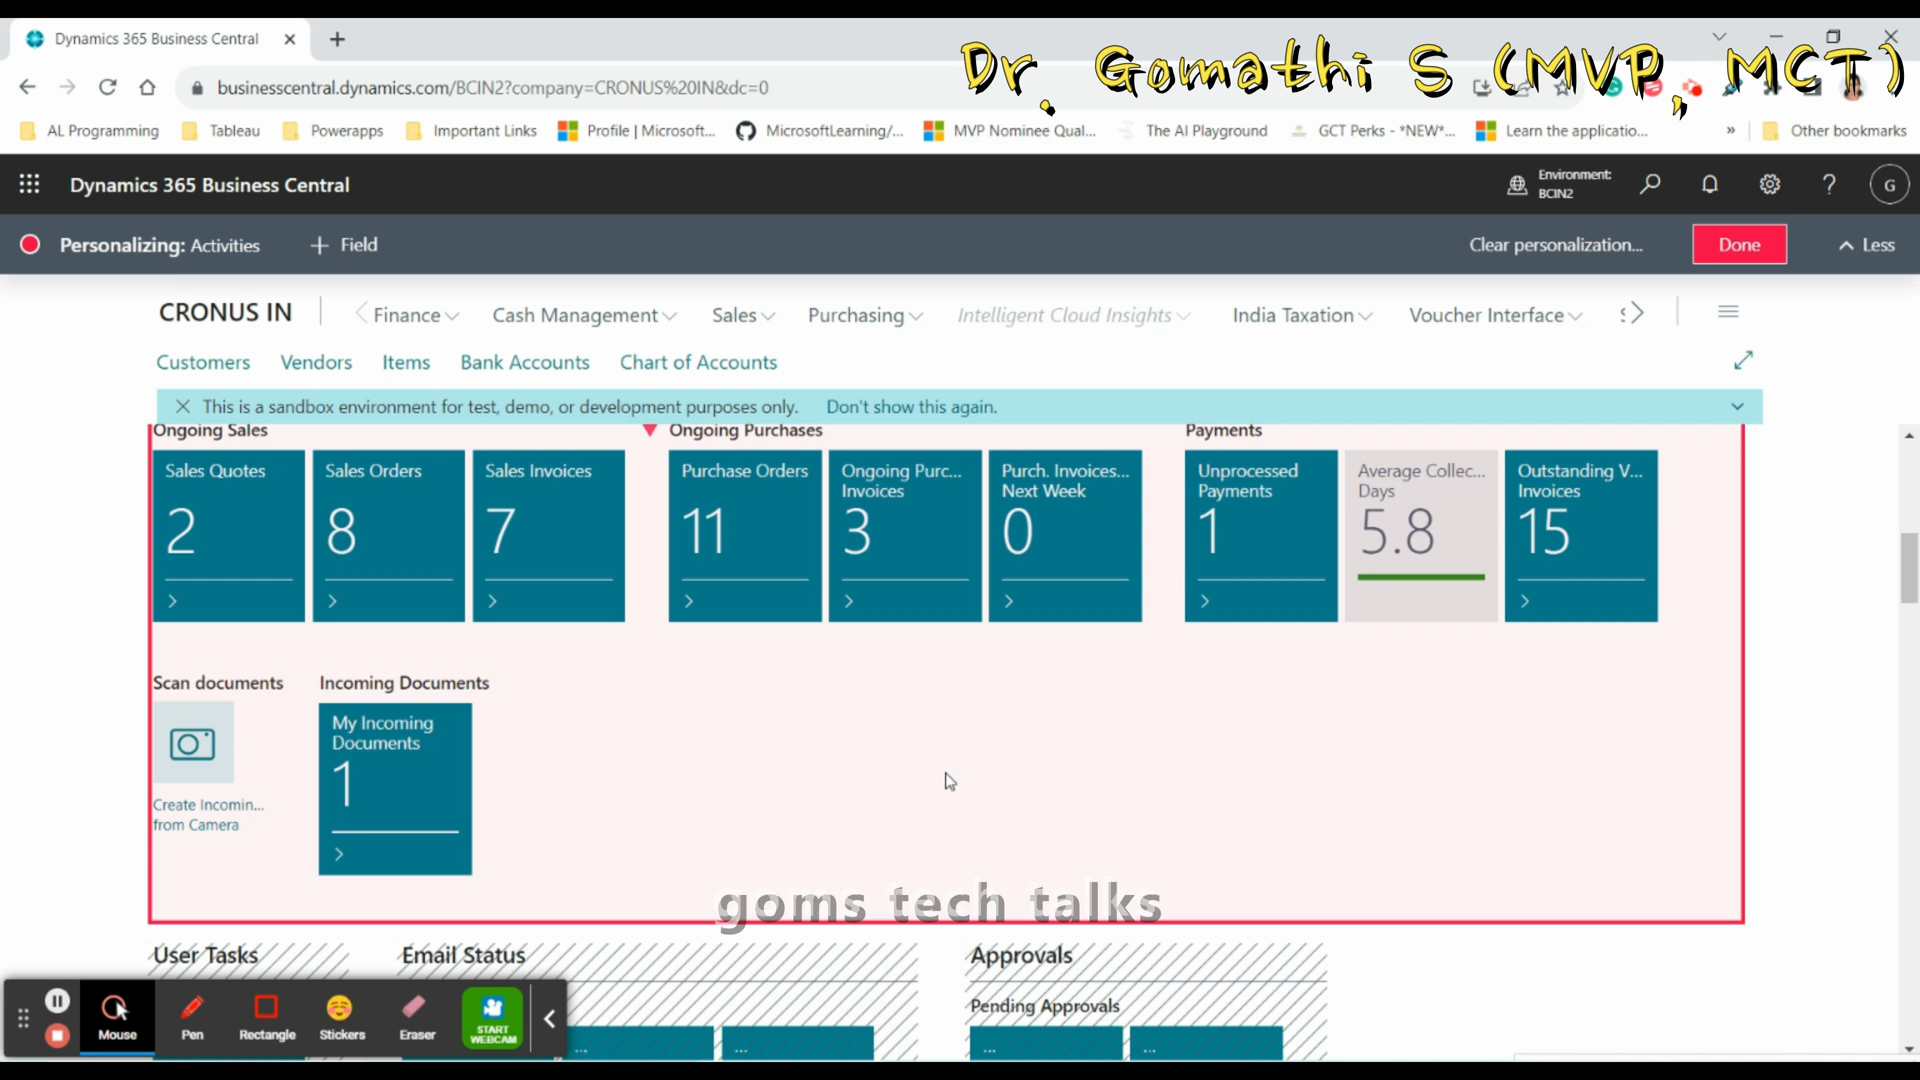 Dynamics 365 Business Central
Dr. Gomathi S (MVP, MCT)
businesscentral.dynamics.com/BCIN2?company=CRONUS%20IN&dc=0
AL Programming
Tableau
Powerapps
Important Links
Profile | Microsoft...
MicrosoftLearning/...
MVP Nominee Qual...
The AI Playground
GCT Perks - *NEW*...
Learn the applicatio...
»
Other bookmarks
Dynamics 365 Business Central
Environment:
BCIN2
?
G
Personalizing: Activities
+ Field
Clear personalization...
Done
Less
CRONUS IN
Finance
Cash Management
Sales
Purchasing
Intelligent Cloud Insights
India Taxation
Voucher Interface
Customers
Vendors
Items
Bank Accounts
Chart of Accounts
This is a sandbox environment for test, demo, or development purposes only.
Don't show this again.
Ongoing Sales
Ongoing Purchases
Payments
Sales Quotes
2
Sales Orders
8
Sales Invoices
7
Purchase Orders
11
Ongoing Purc...
Invoices
3
Purch. Invoices...
Next Week
0
Unprocessed
Payments
1
Average Collec...
Days
5.8
Outstanding V...
Invoices
15
Scan documents
Create Incomin...
from Camera
Incoming Documents
My Incoming
Documents
1
goms tech talks
User Tasks
Email Status
Approvals
Pending Approvals
...
...
...
...
Mouse
Pen
Rectangle
Stickers
Eraser
START
WEBCAM